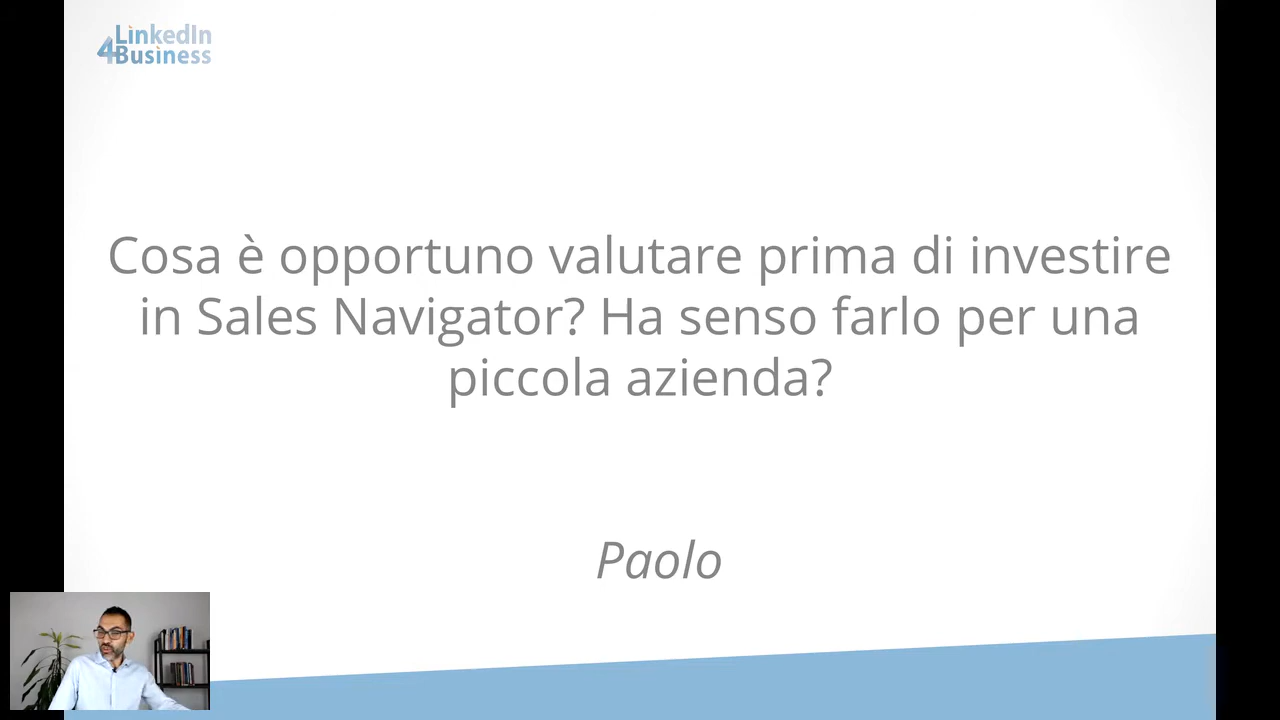 LinkedIn
4Business
Cosa è opportuno valutare prima di investire
in Sales Navigator? Ha senso farlo per una
piccola azienda?
Paolo